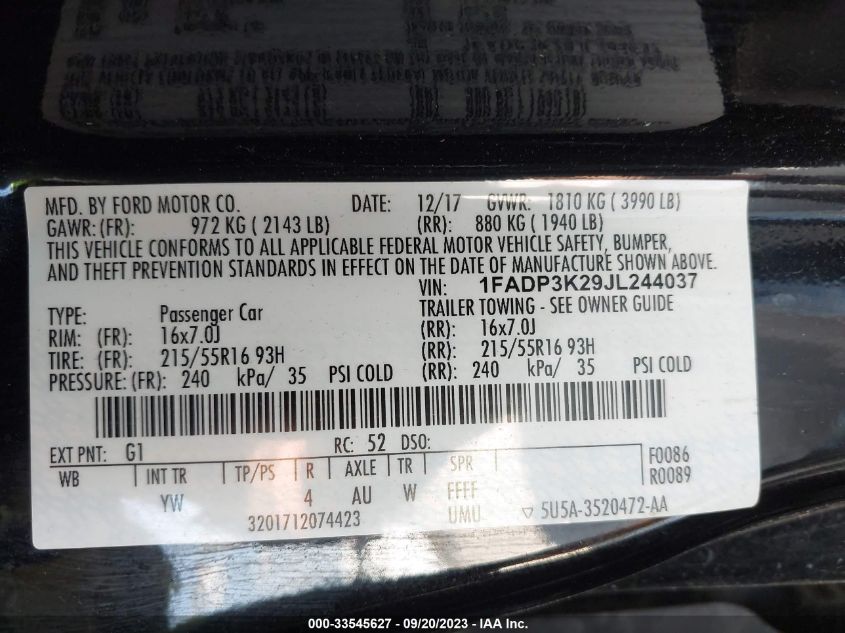 MFD. BY FORD MOTOR CO. DATE: 12/17 GVWR: 1810 KG ( 3990 LB)
GAWR: (FR): 972 KG ( 2143 LB) (RR): 880 KG ( 1940 LB)
THIS VEHICLE CONFORMS TO ALL APPLICABLE FEDERAL MOTOR VEHICLE SAFETY, BUMPER,
AND THEFT PREVENTION STANDARDS IN EFFECT ON THE DATE OF MANUFACTURE SHOWN ABOVE.
VIN: 1FADP3K29JL244037
TYPE: Passenger Car TRAILER TOWING - SEE OWNER GUIDE
RIM: (FR): 16x7.0J (RR): 16x7.0J
TIRE: (FR): 215/55R16 93H (RR): 215/55R16 93H
PRESSURE: (FR): 240 kPa/ 35 PSI COLD (RR): 240 kPa/ 35 PSI COLD
EXT PNT: G1 RC: 52 DSO:
WB INT TR TP/PS R AXLE TR SPR F0086
R0089
YW 4 AU W FFFF
3201712074423 UMU ▽ 5U5A-3520472-AA
000-33545627 - 09/20/2023 - IAA Inc.